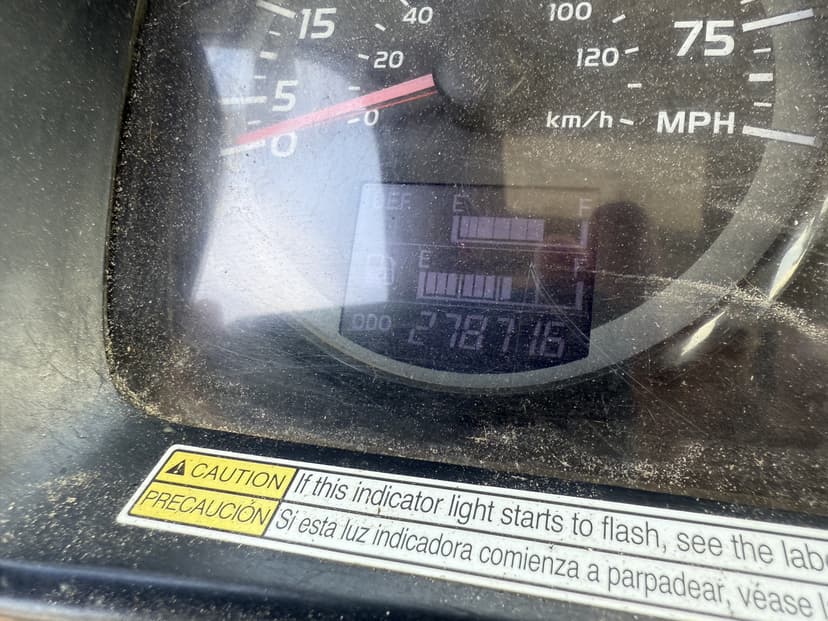 15
40
100
75
20
120
5
0
0
km/h
MPH
DEF E F
E F
ODO 278716
CAUTION If this indicator light starts to flash, see the
PRECAUCIÓN Si esta luz indicadora comienza a parpadear, véase